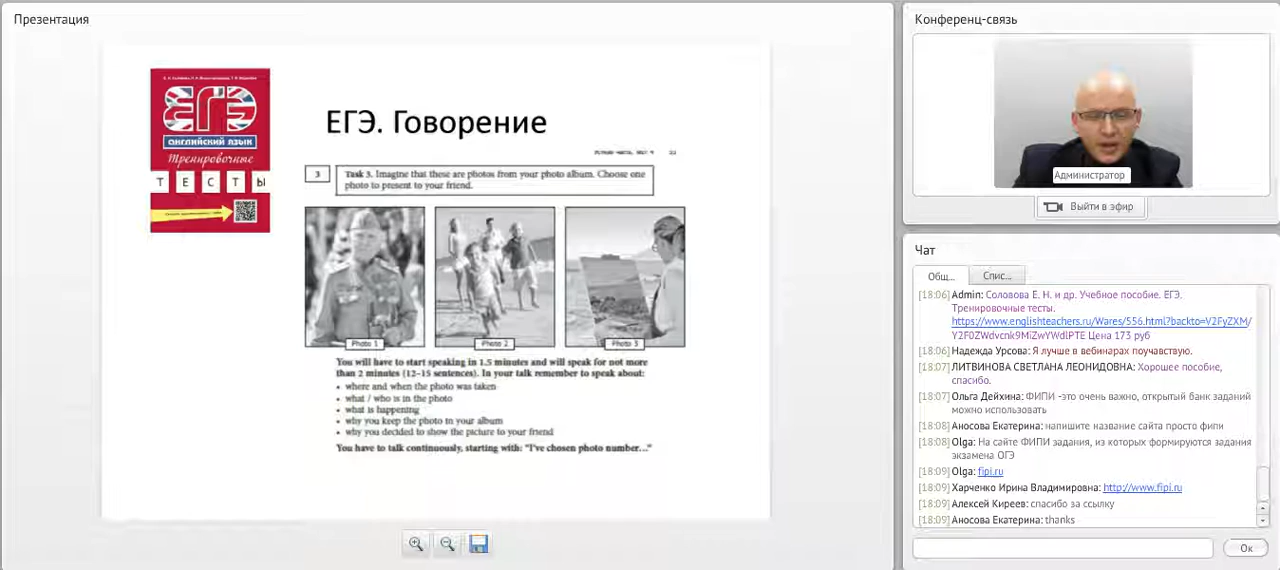 Презентация
ЕГЭ
английский язык
Тренировочные
ТЕСТЫ
ЕГЭ. Говорение
3
Task 3. Imagine that these are photos from your photo album. Choose one
photo to present to your friend.
Photo 1
Photo 2
Photo 3
You will have to start speaking in 1.5 minutes and will speak for not more
than 2 minutes (12–15 sentences). In your talk remember to speak about:
• where and when the photo was taken
• what / who is in the photo
• what is happening
• why you keep the photo in your album
• why you decided to show the picture to your friend
You have to talk continuously, starting with: "I've chosen photo number..."
Конференц-связь
Администратор
Выйти в эфир
Чат
Общ...
Спис...
[18:06] Admin: Соловова Е. Н. и др. Учебное пособие. ЕГЭ.
Тренировочные тесты.
https://www.englishteachers.ru/Wares/556.html?backto=V2FyZXM/
Y2F0ZWdvcnk9MiZwYWdlPTE Цена 173 руб
[18:06] Надежда Урсова: Я лучше в вебинарах поучавствую.
[18:07] ЛИТВИНОВА СВЕТЛАНА ЛЕОНИДОВНА: Хорошее пособие,
спасибо.
[18:07] Ольга Дейхина: ФИПИ -это очень важно, открытый банк заданий
можно использовать
[18:08] Аносова Екатерина: напишите название сайта просто фипи
[18:08] Olga: На сайте ФИПИ задания, из которых формируются задания
экзамена ОГЭ
[18:09] Olga: fipi.ru
[18:09] Харченко Ирина Владимировна: http://www.fipi.ru
[18:09] Алексей Киреев: спасибо за ссылку
[18:09] Аносова Екатерина: thanks
Ок